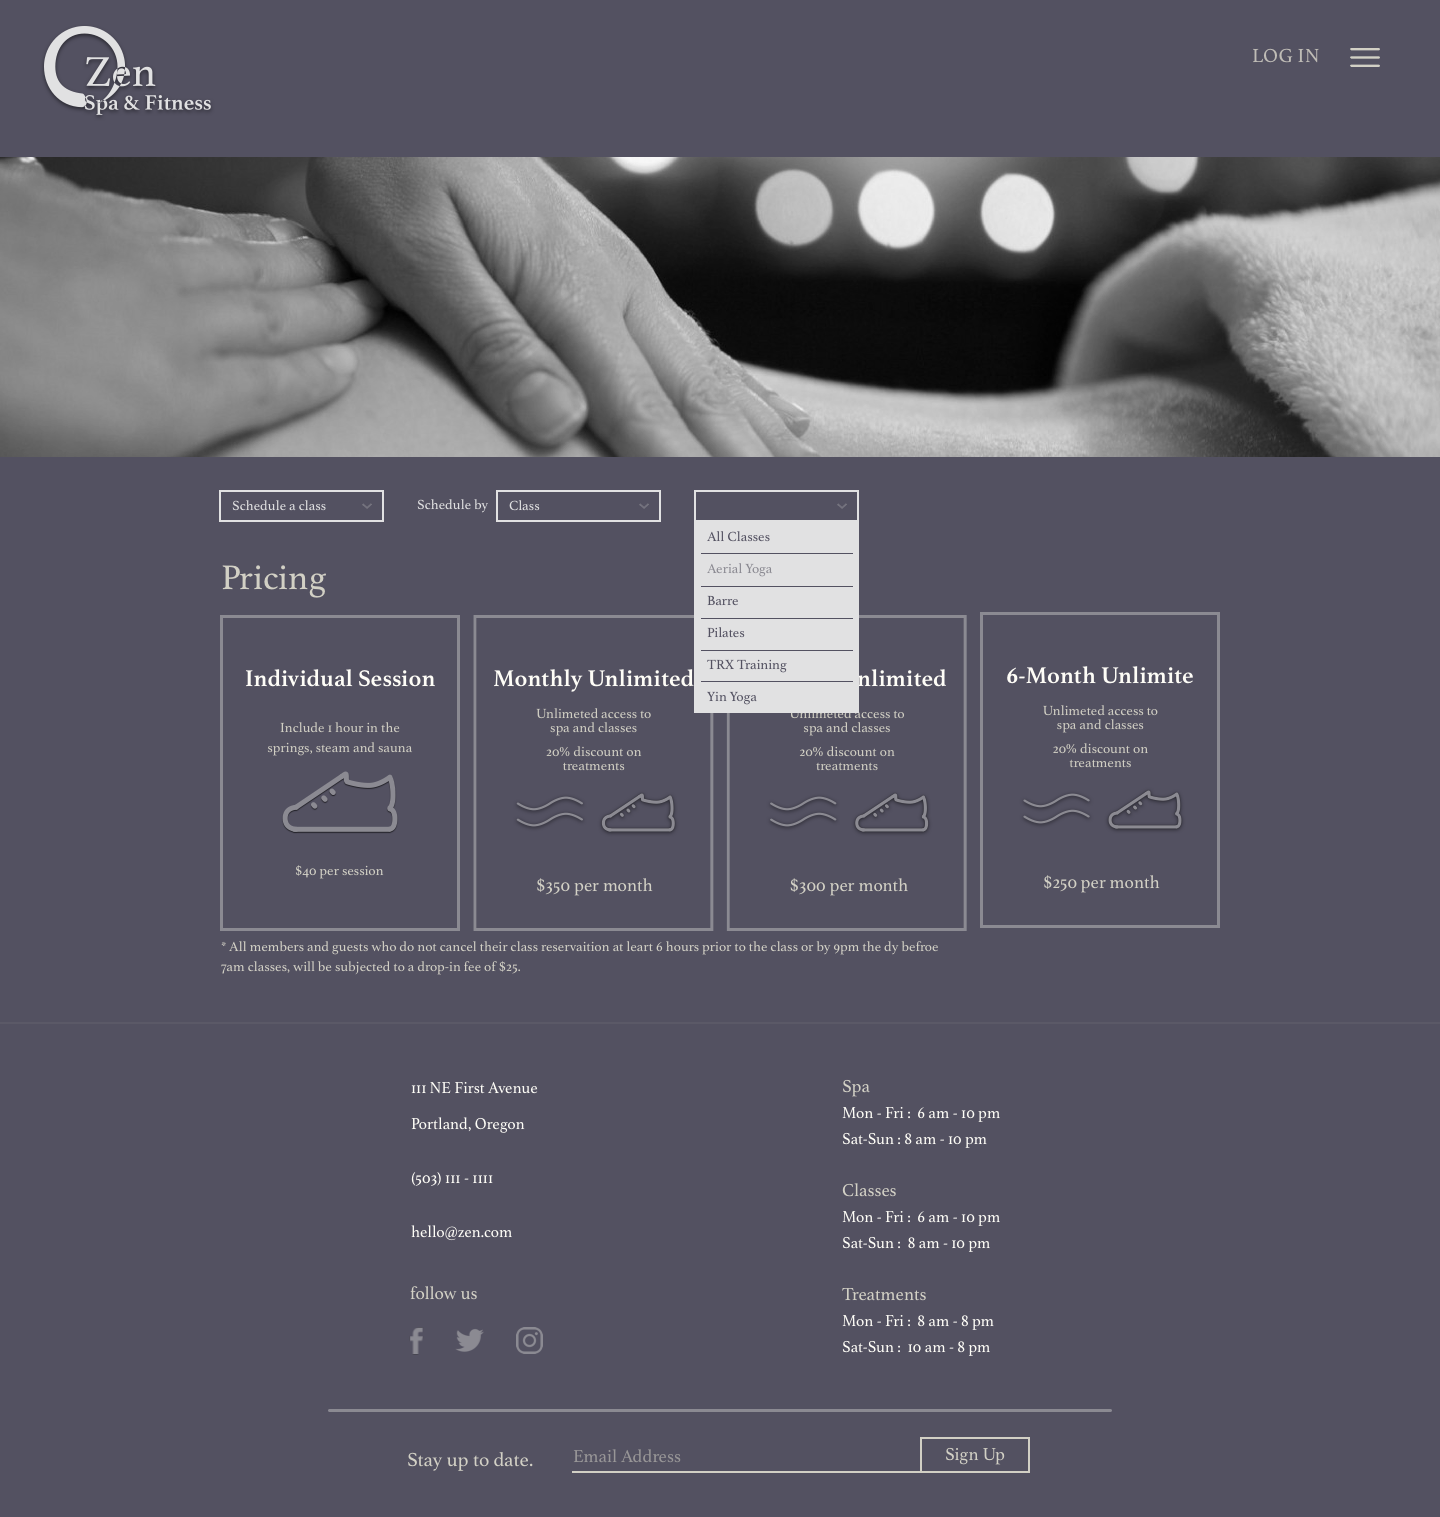 Zen
Spa & Fitness
LOG IN
Schedule a class
Schedule by
Class
All Classes
Aerial Yoga
Barre
Pilates
TRX Training
Yin Yoga
Pricing
Individual Session
Include 1 hour in the
springs, steam and sauna
$40 per session
Monthly Unlimited
Unlimeted access to
spa and classes
20% discount on
treatments
$350 per month
nlimited
Unlimeted access to
spa and classes
20% discount on
treatments
$300 per month
6-Month Unlimite
Unlimeted access to
spa and classes
20% discount on
treatments
$250 per month
* All members and guests who do not cancel their class reservaition at leart 6 hours prior to the class or by 9pm the dy befroe
7am classes, will be subjected to a drop-in fee of $25.
111 NE First Avenue
Portland, Oregon
(503) 111 - 1111
hello@zen.com
follow us
Spa
Mon - Fri : 6 am - 10 pm
Sat-Sun : 8 am - 10 pm
Classes
Mon - Fri : 6 am - 10 pm
Sat-Sun : 8 am - 10 pm
Treatments
Mon - Fri : 8 am - 8 pm
Sat-Sun : 10 am - 8 pm
Stay up to date.
Email Address
Sign Up